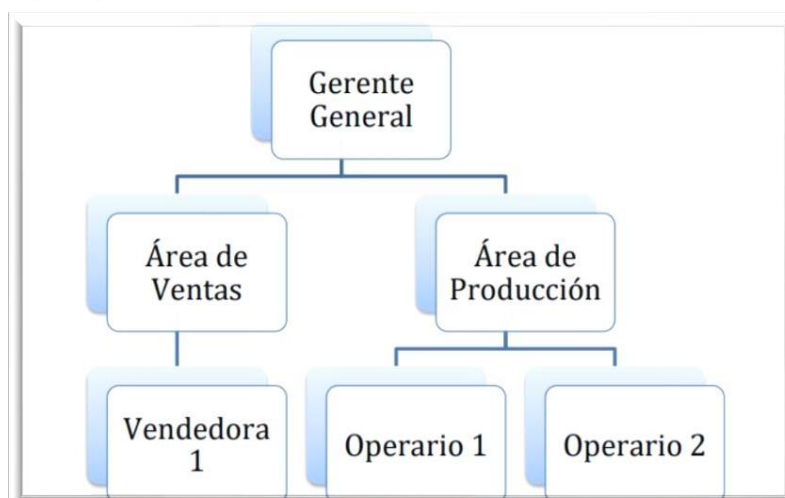 Gerente
General
Área de
Ventas
Área de
Producción
Vendedora
1
Operario 1
Operario 2